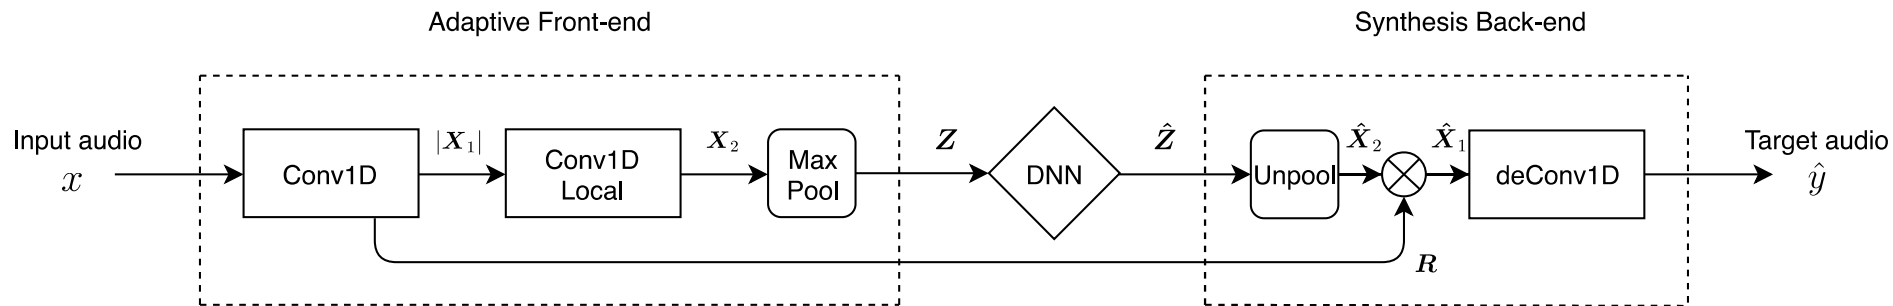 Adaptive Front-end
Synthesis Back-end
Input audio
x
Conv1D
|X₁|
Conv1D
Local
X₂
Max
Pool
Z
DNN
Ẑ
Unpool
X̂₂
X̂₁
deConv1D
Target audio
ŷ
R